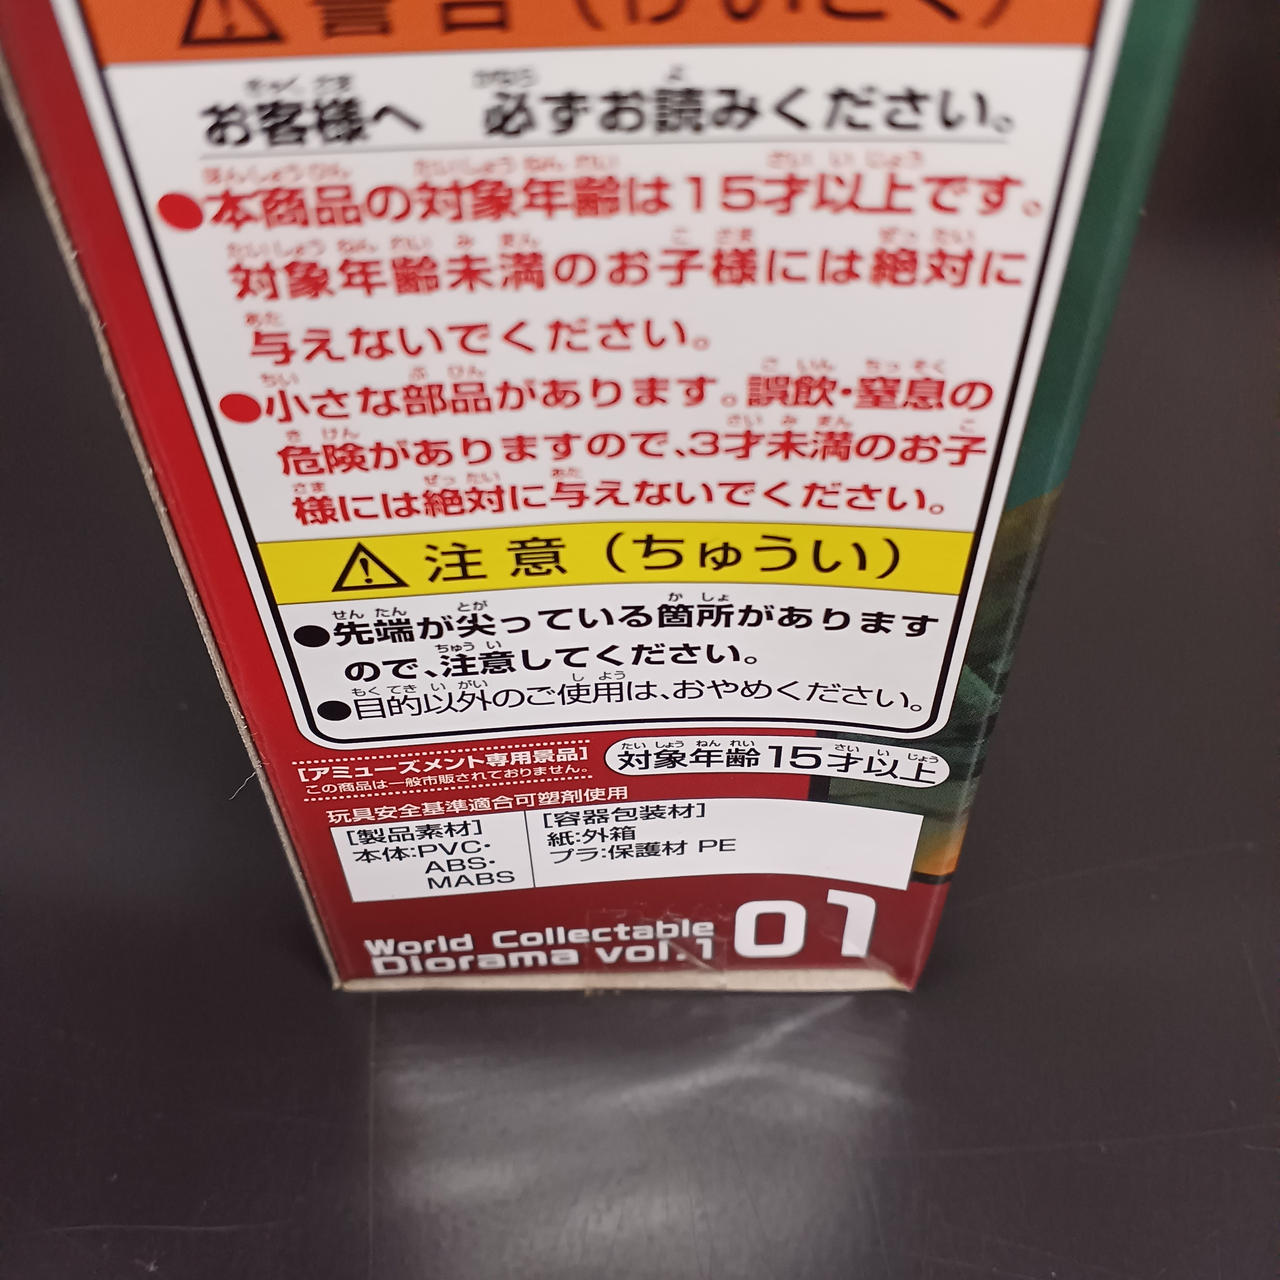 警告（けいこく）
お客様へ 必ずお読みください。
●本商品の対象年齢は15才以上です。
対象年齢未満のお子様には絶対に
与えないでください。
●小さな部品があります。誤飲・窒息の
危険がありますので、3才未満のお子
様には絶対に与えないでください。
注意（ちゅうい）
●先端が尖っている箇所があります
ので、注意してください。
●目的以外のご使用は、おやめください。
[アミューズメント専用景品]
この商品は一般市販されておりません。
対象年齢15才以上
玩具安全基準適合可塑剤使用
[製品素材]
本体:PVC・
ABS・
MABS
[容器包装材]
紙:外箱
プラ:保護材 PE
World Collectable
Diorama vol.1
01